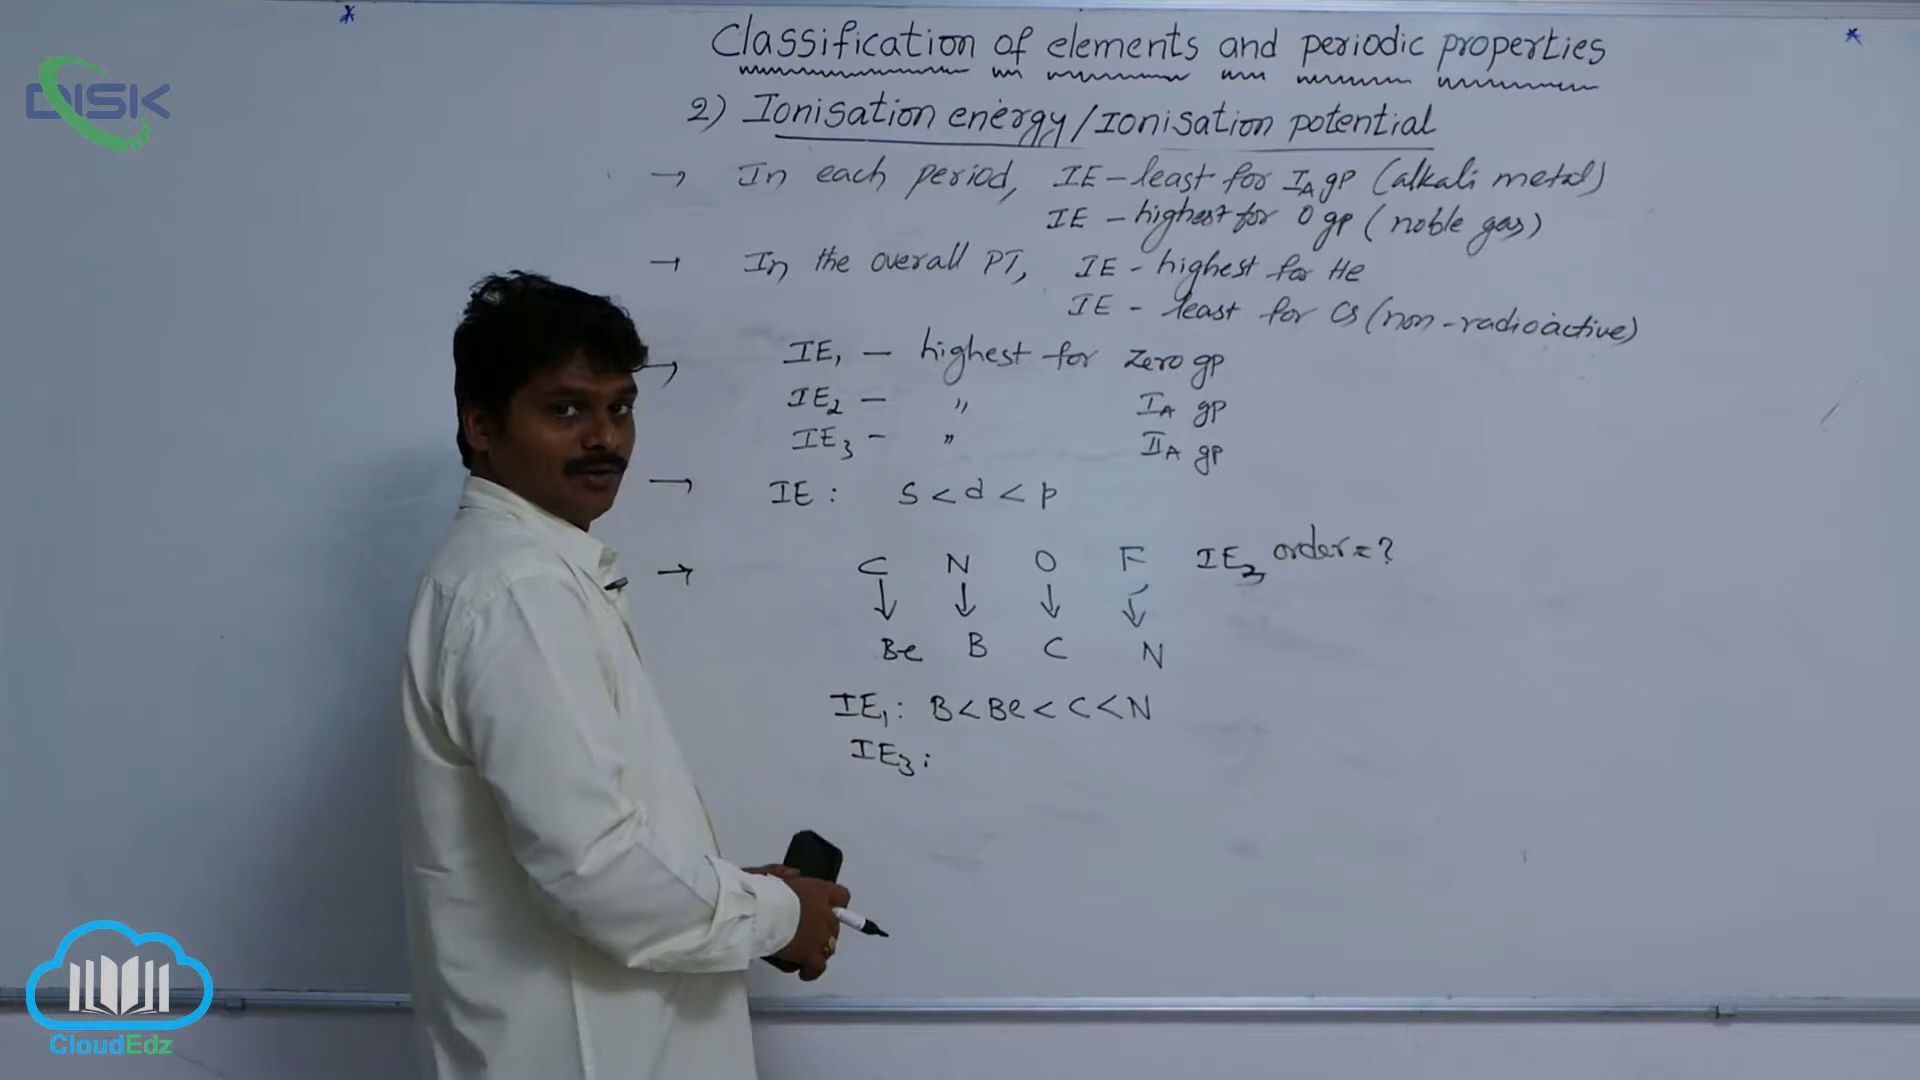 DISK
Classification of elements and periodic properties
2) Ionisation energy/Ionisation potential
→ In each period, IE – least for IA gp (alkali metal)
IE – highest for 0 gp (noble gas)
→ In the overall PT, IE – highest for He
IE – least for Cs (non-radioactive)
→ IE₁ – highest for zero gp
IE₂ – " IA gp
IE₃ – " IIA gp
→ IE : s < d < p
→ C N O F IE₃ order = ?
↓ ↓ ↓ ↓
Be B C N
IE₁ : B < Be < C < N
IE₃ :
CloudEdz